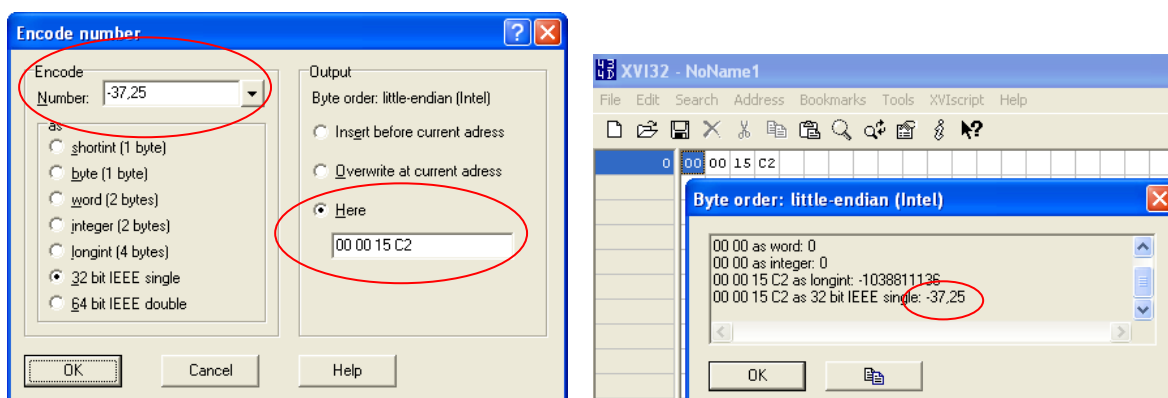 Encode number
Encode
Number: -37,25
as
shortint (1 byte)
byte (1 byte)
word (2 bytes)
integer (2 bytes)
longint (4 bytes)
32 bit IEEE single
64 bit IEEE double
Output
Byte order: little-endian (Intel)
Insert before current adress
Overwrite at current adress
Here
00 00 15 C2
OK Cancel Help
XVI32 - NoName1
File Edit Search Address Bookmarks Tools XVIscript Help
0 00 00 15 C2
Byte order: little-endian (Intel)
00 00 as word: 0
00 00 as integer: 0
00 00 15 C2 as longint: -1038811136
00 00 15 C2 as 32 bit IEEE single: -37,25
OK